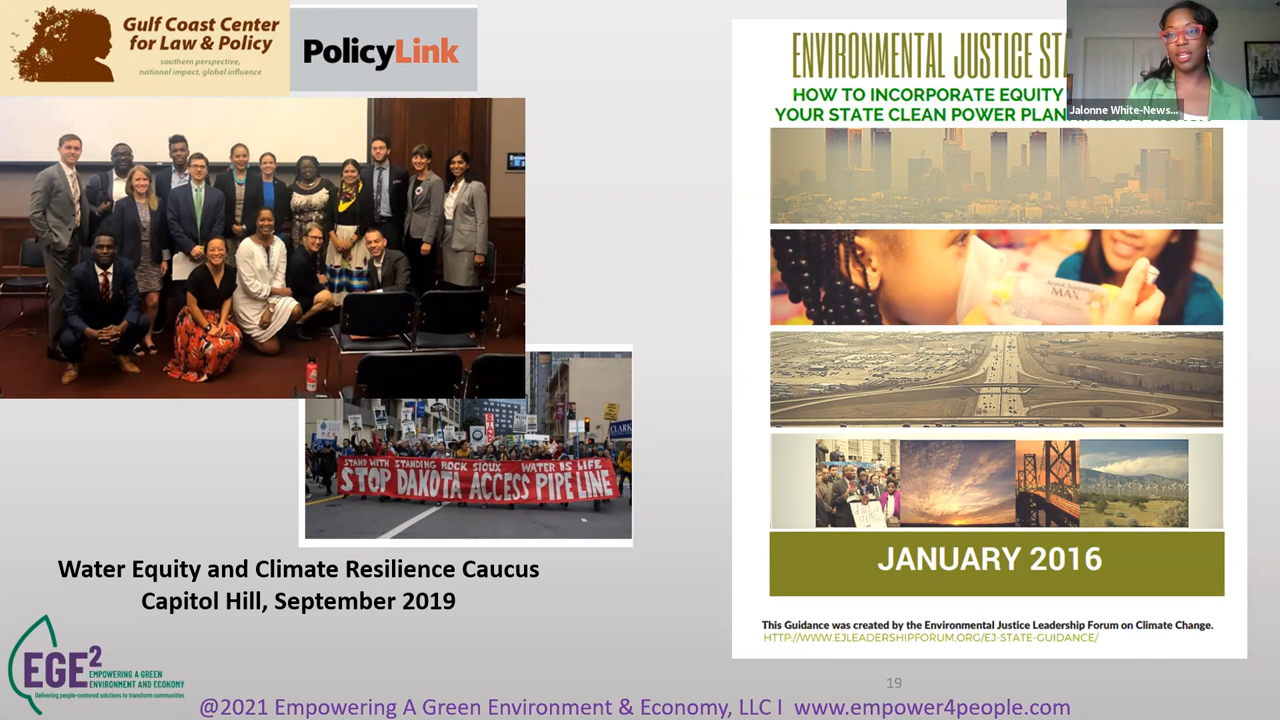 Gulf Coast Center
for Law & Policy
southern perspective,
national impact, global influence
PolicyLink
STAND WITH STANDING ROCK SIOUX WATER IS LIFE
STOP DAKOTA ACCESS PIPE LINE
CLARK
Water Equity and Climate Resilience Caucus
Capitol Hill, September 2019
EGE²
EMPOWERING A GREEN
ENVIRONMENT AND ECONOMY
Delivering people-centered solutions to transform communities
ENVIRONMENTAL JUSTICE
HOW TO INCORPORATE EQUITY
YOUR STATE CLEAN POWER PLAN
Jalonne White-News...
MAX
JANUARY 2016
This Guidance was created by the Environmental Justice Leadership Forum on Climate Change.
HTTP://WWW.EJLEADERSHIPFORUM.ORG/EJ-STATE-GUIDANCE/
19
@2021 Empowering A Green Environment & Economy, LLC I www.empower4people.com